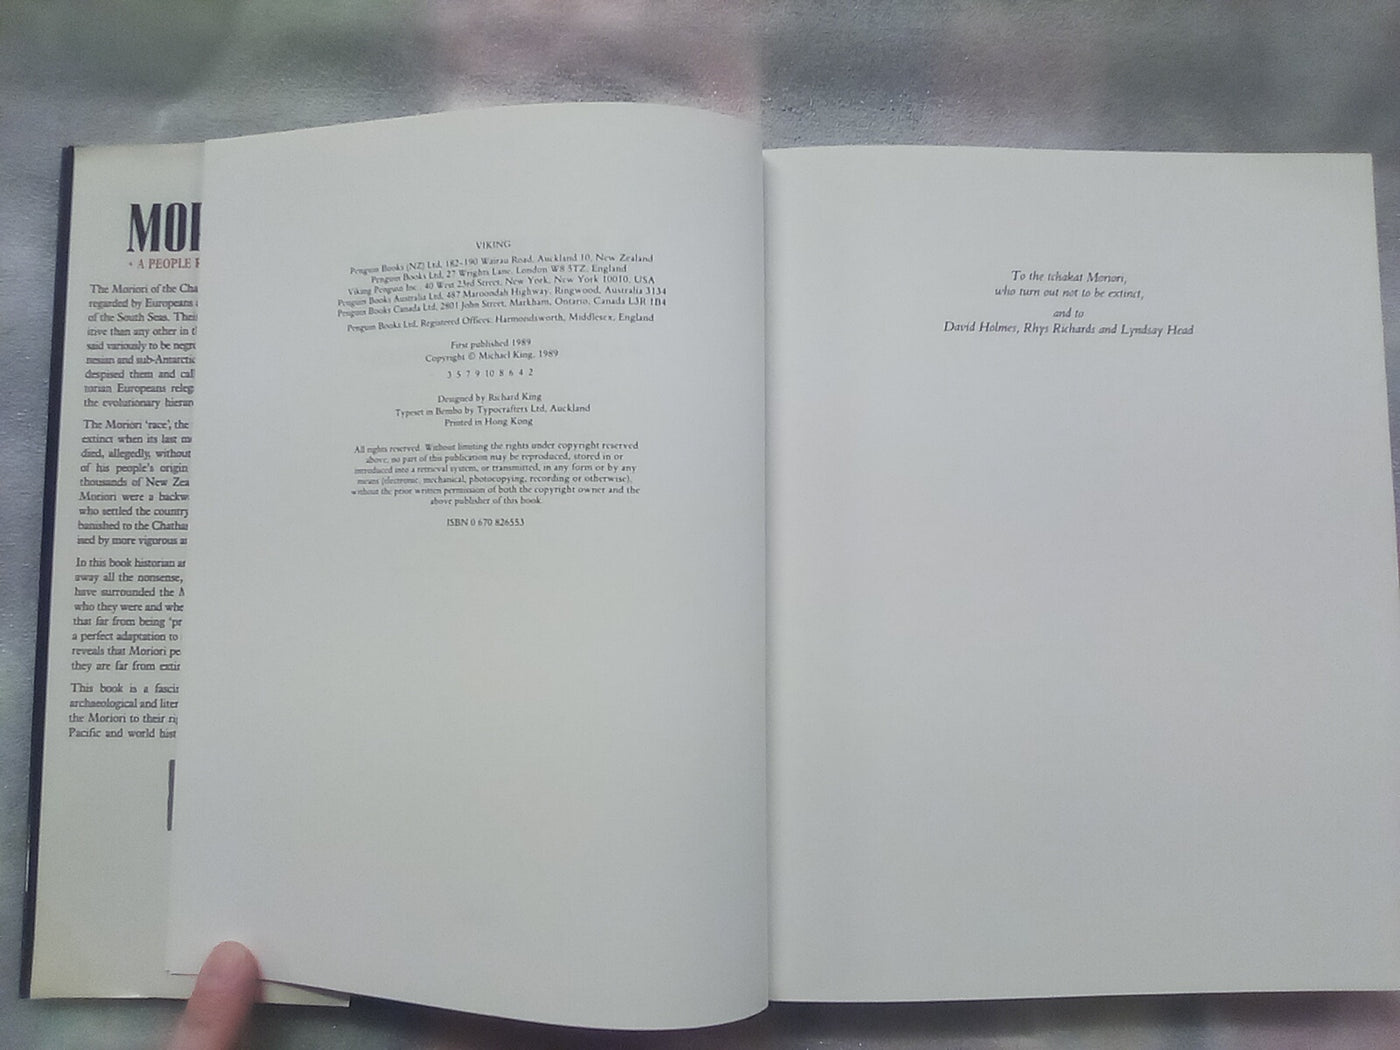 MOR
• A PEOPLE R
The Moriori of the Cha
regarded by Europeans
of the South Seas. Thei
itive than any other in t
said variously to be negr
nesian and sub-Antarctic
despised them and cal
torian Europeans releg
the evolutionary hieran
The Moriori 'race', the
extinct when its last m
died, allegedly, without
of his people's origin
thousands of New Zea
Moriori were a backw
who settled the country
banished to the Chatha
ised by more vigorous a
In this book historian a
away all the nonsense,
have surrounded the M
who they were and whe
that far from being 'pr
a perfect adaptation to
reveals that Moriori pe
they are far from extin
This book is a fascin
archaeological and liter
the Moriori to their ri
Pacific and world hist
VIKING
Penguin Books (NZ) Ltd, 182-190 Wairau Road, Auckland 10, New Zealand
Penguin Books Ltd, 27 Wrights Lane, London W8 5TZ, England
Viking Penguin Inc., 40 West 23rd Street, New York, New York 10010, USA
Penguin Books Australia Ltd, 487 Maroondah Highway, Ringwood, Australia 3134
Penguin Books Canada Ltd, 2801 John Street, Markham, Ontario, Canada L3R 1B4
Penguin Books Ltd, Registered Offices: Harmondsworth, Middlesex, England
First published 1989
Copyright © Michael King, 1989
3 5 7 9 10 8 6 4 2
Designed by Richard King
Typeset in Bembo by Typocrafters Ltd, Auckland
Printed in Hong Kong
All rights reserved. Without limiting the rights under copyright reserved
above, no part of this publication may be reproduced, stored in or
introduced into a retrieval system, or transmitted, in any form or by any
means (electronic, mechanical, photocopying, recording or otherwise),
without the prior written permission of both the copyright owner and the
above publisher of this book.
ISBN 0 670 826553
To the tchakat Moriori,
who turn out not to be extinct,
and to
David Holmes, Rhys Richards and Lyndsay Head